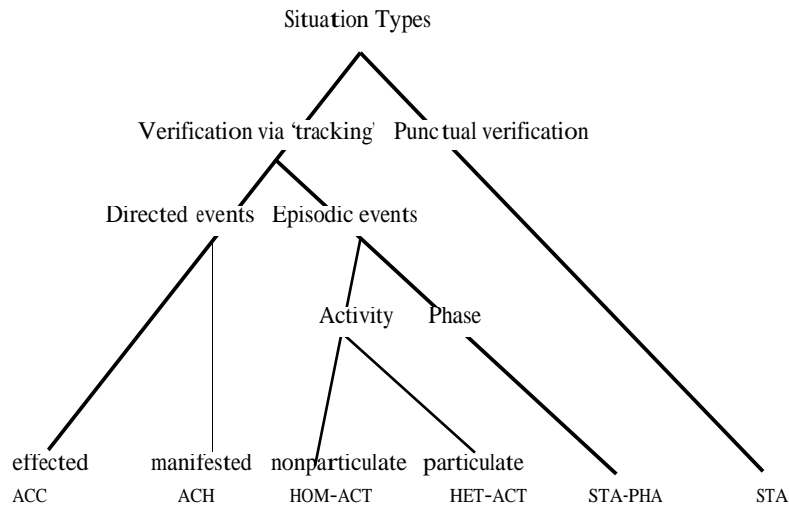 Situation Types
Verification via 'tracking' Punctual verification
Directed events Episodic events
Activity Phase
effected manifested nonparticulate particulate
ACC ACH HOM-ACT HET-ACT STA-PHA STA